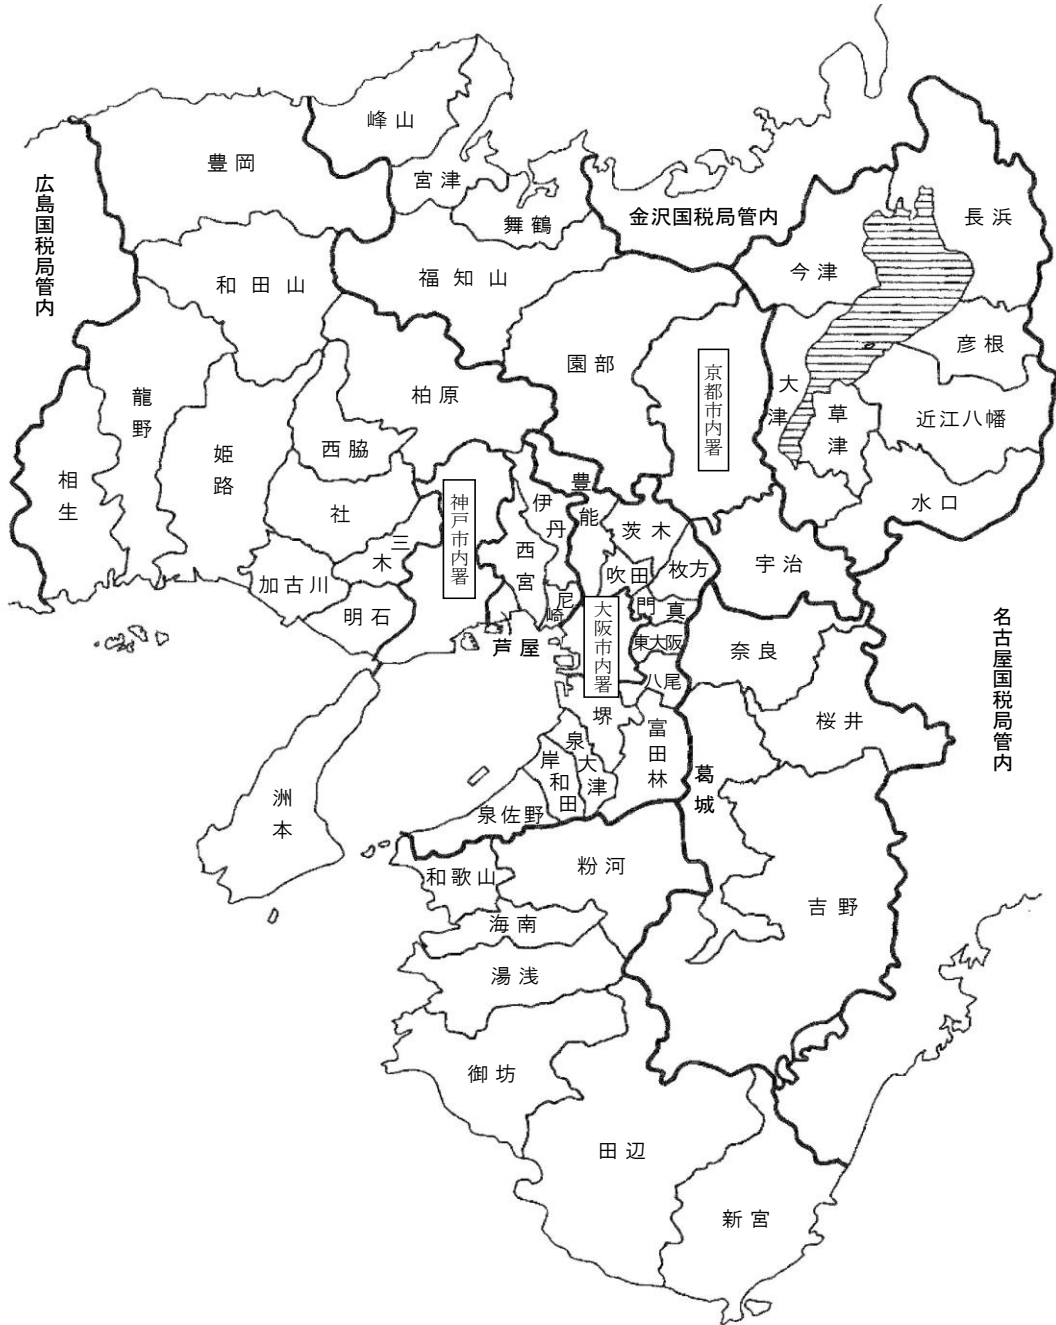 峰山
豊岡
宮津
舞鶴
広島国税局管内
金沢国税局管内
長浜
今津
和田山
福知山
彦根
園部
京都市内署
大津
柏原
龍野
草津
近江八幡
西脇
姫路
相生
豊能
神戸市内署
伊丹
水口
社
茨木
三木
西宮
宇治
吹田
枚方
加古川
尼崎
門真
明石
大阪市内署
名古屋国税局管内
芦屋
東大阪
奈良
八尾
堺
桜井
富田林
泉大津
岸和田
葛城
洲本
泉佐野
粉河
和歌山
吉野
海南
湯浅
御坊
田辺
新宮